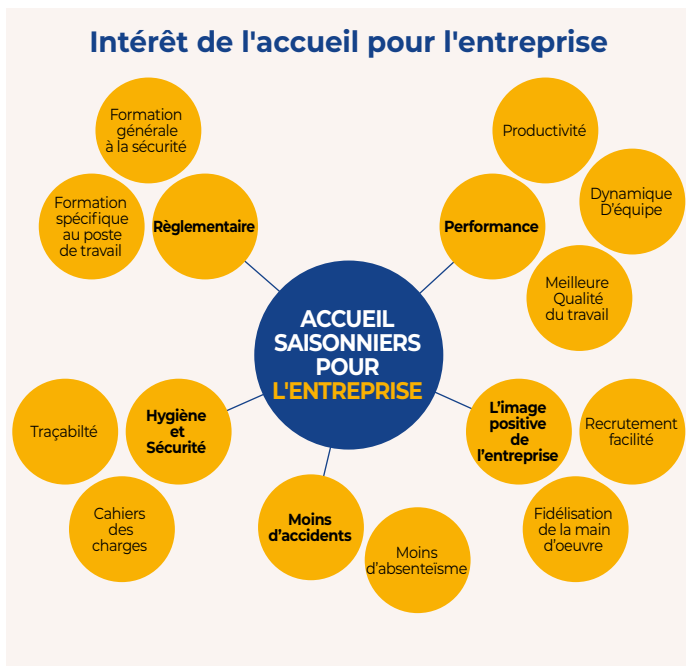 Intérêt de l'accueil pour l'entreprise
Formation
générale
à la sécurité
Formation
spécifique
au poste
de travail
Règlementaire
Productivité
Dynamique
D'équipe
Performance
Meilleure
Qualité
du travail
ACCUEIL
SAISONNIERS
POUR
L'ENTREPRISE
Traçabilté
Hygiène
et
Sécurité
Cahiers
des
charges
Moins
d'accidents
Moins
d'absenteïsme
L'image
positive
de
l'entreprise
Recrutement
facilité
Fidélisation
de la main
d'oeuvre